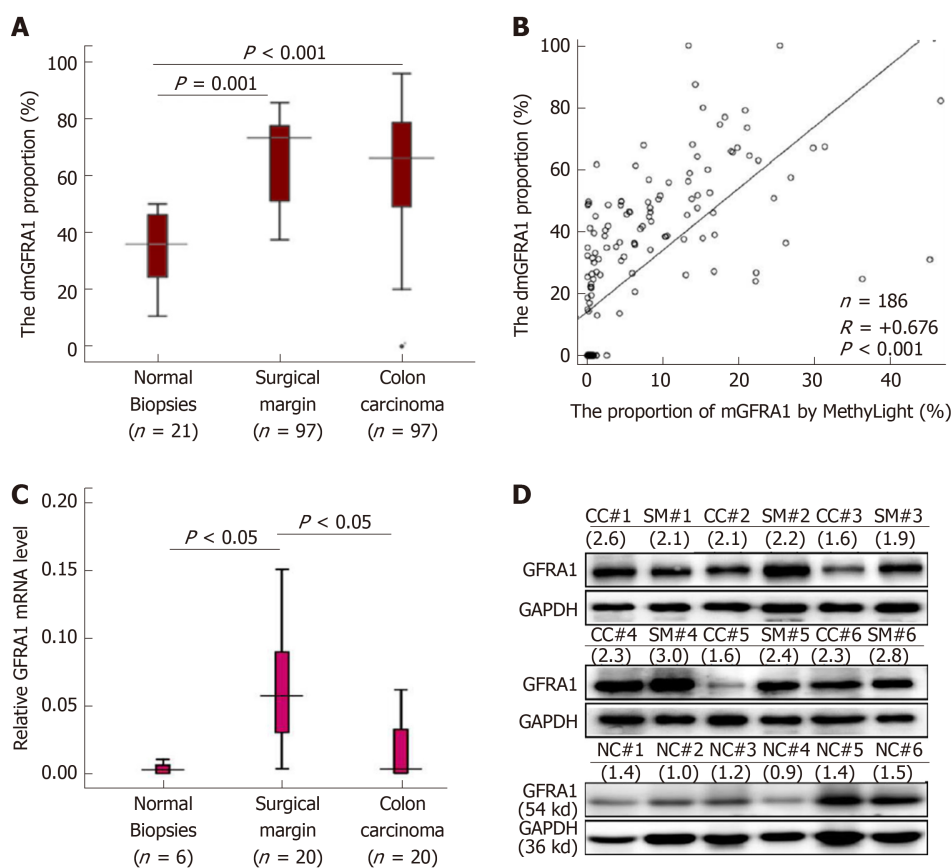 A
The dmGFRA1 proportion (%)
100
80
60
40
20
0
P < 0.001
P = 0.001
Normal
Biopsies
(n = 21)
Surgical
margin
(n = 97)
Colon
carcinoma
(n = 97)
B
The dmGFRA1 proportion (%)
100
80
60
40
20
0
n = 186
R = +0.676
P < 0.001
0 10 20 30 40
The proportion of mGFRA1 by MethyLight (%)
C
Relative GFRA1 mRNA level
0.20
0.15
0.10
0.05
0.00
P < 0.05
P < 0.05
Normal
Biopsies
(n = 6)
Surgical
margin
(n = 20)
Colon
carcinoma
(n = 20)
D
CC#1 SM#1 CC#2 SM#2 CC#3 SM#3
(2.6) (2.1) (2.1) (2.2) (1.6) (1.9)
GFRA1
GAPDH
CC#4 SM#4 CC#5 SM#5 CC#6 SM#6
(2.3) (3.0) (1.6) (2.4) (2.3) (2.8)
GFRA1
GAPDH
NC#1 NC#2 NC#3 NC#4 NC#5 NC#6
(1.4) (1.0) (1.2) (0.9) (1.4) (1.5)
GFRA1
(54 kd)
GAPDH
(36 kd)